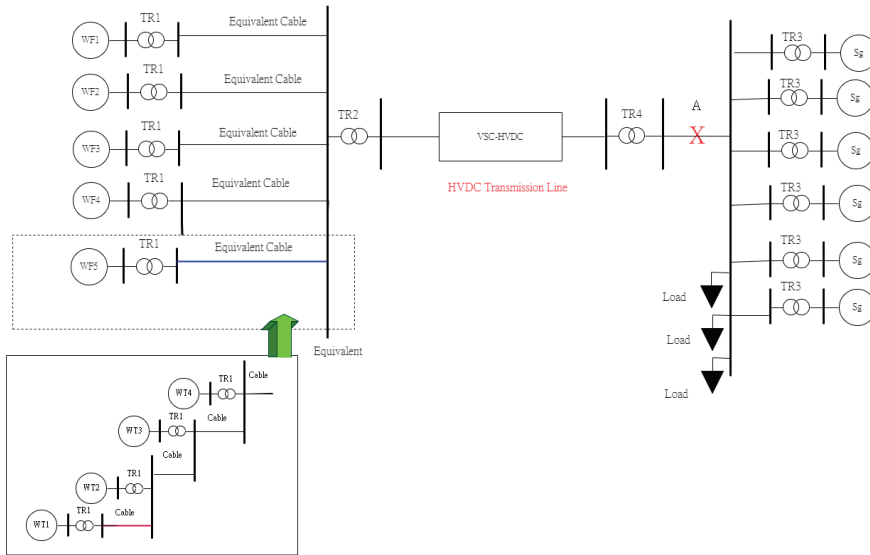 TR1
Equivalent Cable
WF1
TR1
Equivalent Cable
WF2
TR1
Equivalent Cable
WF3
TR1
Equivalent Cable
WF4
TR1
Equivalent Cable
WF5
Equivalent
TR2
VSC-HVDC
HVDC Transmission Line
TR4
A
X
TR3
Sg
TR3
Sg
TR3
Sg
TR3
Sg
TR3
Sg
TR3
Sg
Load
Load
Load
TR1
Cable
WT4
TR1
Cable
WT3
TR1
Cable
WT2
TR1
Cable
WT1